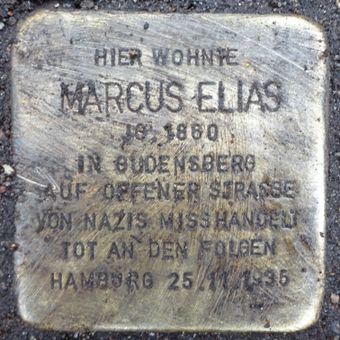 HIER WOHNTE
MARCUS ELIAS
JG. 1860
IN GUDENSBERG
AUF OFFENER STRASSE
VON NAZIS MISSHANDELT
TOT AN DEN FOLGEN
HAMBURG 25.11.1935